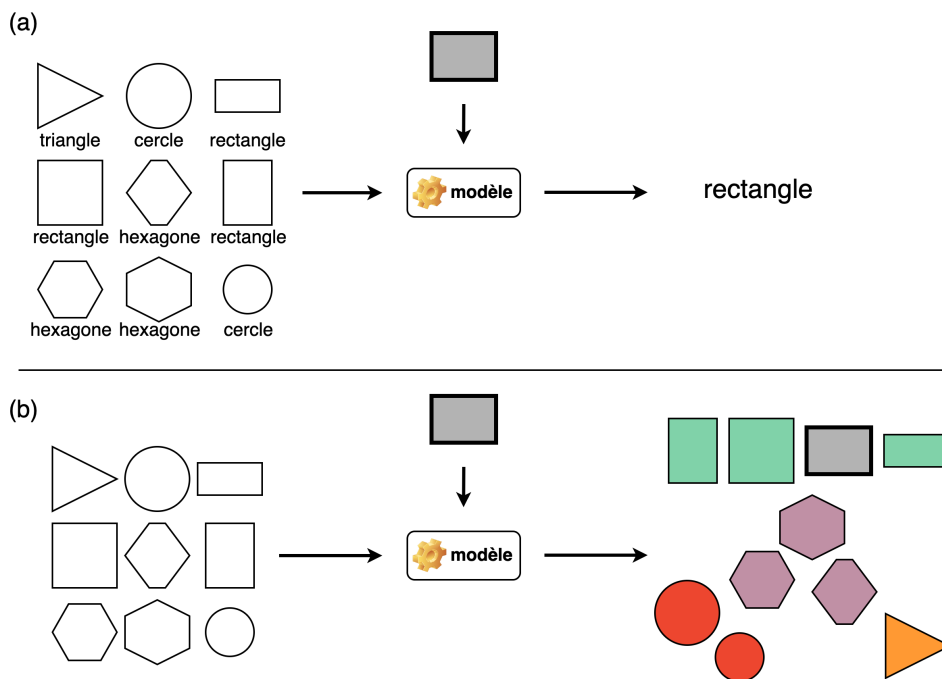 (a)
triangle cercle rectangle
modèle
rectangle
rectangle hexagone rectangle
hexagone hexagone cercle
(b)
modèle